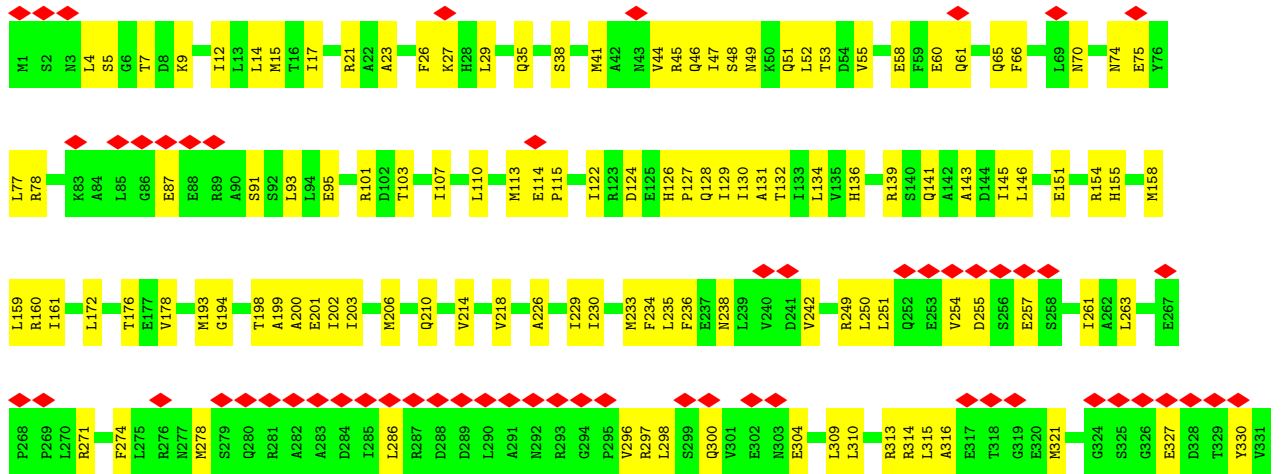 M1 S2 N3 L4 S5 G6 T7 D8 K9 I12 L13 L14 M15 T16 I17 R21 A22 A23 F26 K27 H28 L29 Q35 S38 M41 A42 N43 V44 R45 Q46 I47 S48 N49 K50 Q51 L52 T53 D54 V55 E58 F59 E60 Q61 Q65 F66 L69 N70 N74 E75 Y76
L77 R78 K83 A84 L85 G86 E87 E88 R89 A90 S91 S92 L93 L94 E95 R101 D102 T103 I107 L110 M113 E114 P115 I122 R123 D124 E125 H126 P127 Q128 I129 I130 A131 T132 I133 L134 V135 H136 R139 S140 Q141 A142 A143 D144 I145 L146 E151 R154 H155 M158
L159 R160 I161 L172 T176 E177 V178 M193 G194 T198 A199 A200 E201 I202 I203 M206 Q210 V214 V218 A226 I229 I230 M233 F234 L235 F236 E237 N238 L239 V240 D241 V242 R249 L250 L251 Q252 E253 V254 D255 S256 E257 S258 I261 A262 L263 E267
P268 P269 L270 R271 F274 L275 R276 N277 M278 S279 Q280 R281 A282 A283 D284 I285 L286 R287 D288 D289 L290 A291 N292 R293 G294 P295 V296 R297 L298 S299 Q300 V301 E302 N303 E304 L309 L310 R313 R314 L315 A316 E317 T318 G319 E320 M321 G324 S325 G326 E327 D328 T329 Y330 V331